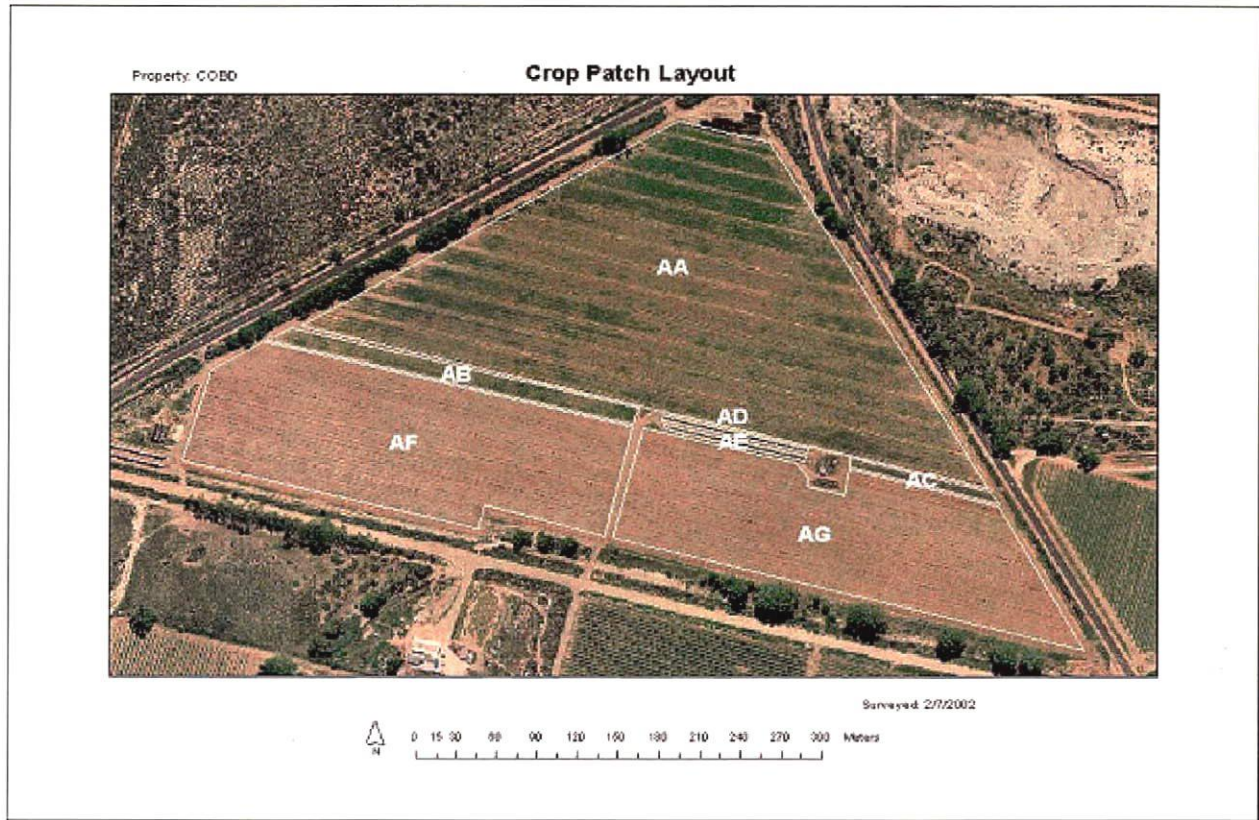 Property: COBD
Crop Patch Layout
AA
AB
AD
AE
AC
AF
AG
Surveyed: 2/7/2002
N
0 15 30 60 90 120 150 180 210 240 270 300 Meters